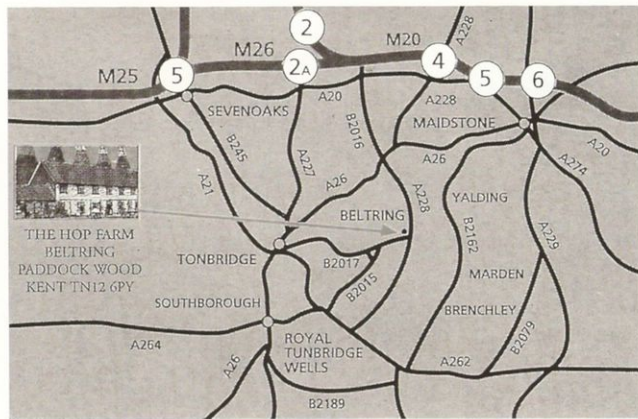 2
A228
M26
M20
4
M25
5
2A
5
6
SEVENOAKS
A20
A228
MAIDSTONE
B2016
B245
A227
A26
A20
A21
A26
A274
YALDING
BELTRING
A228
B2162
A229
THE HOP FARM
BELTRING
PADDOCK WOOD
KENT TN12 6PY
TONBRIDGE
B2017
MARDEN
B2015
SOUTHBOROUGH
BRENCHLEY
A264
ROYAL
TUNBRIDGE
WELLS
B2079
A26
A262
B2189